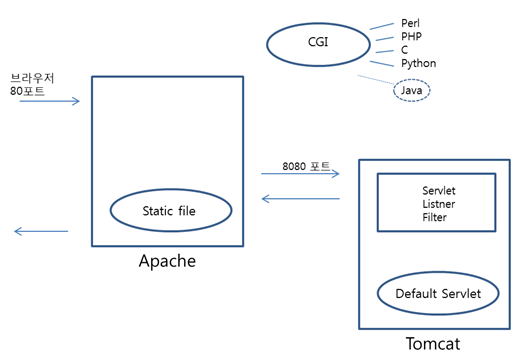 CGI
Perl
PHP
C
Python
Java
브라우저
80포트
Static file
Apache
8080 포트
Servlet
Listner
Filter
Default Servlet
Tomcat